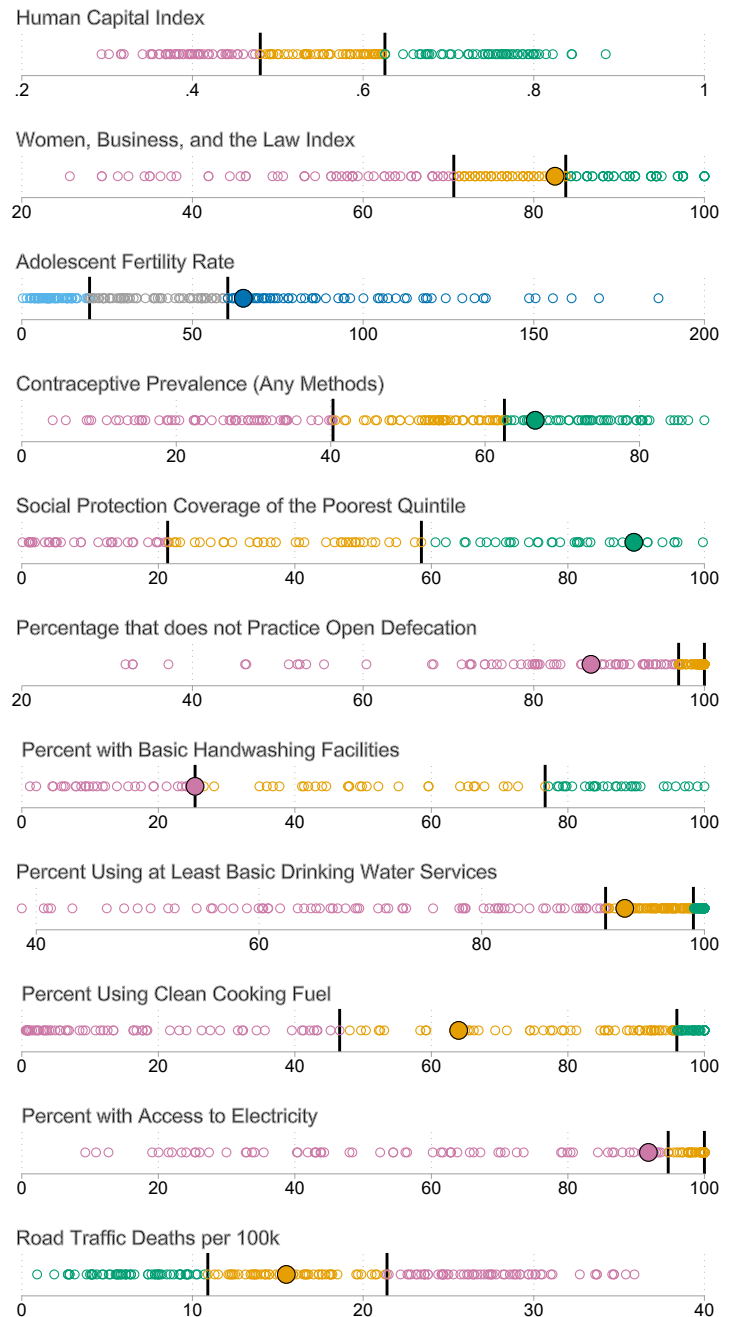 Human Capital Index
.2 .4 .6 .8 1
Women, Business, and the Law Index
20 40 60 80 100
Adolescent Fertility Rate
0 50 100 150 200
Contraceptive Prevalence (Any Methods)
0 20 40 60 80
Social Protection Coverage of the Poorest Quintile
0 20 40 60 80 100
Percentage that does not Practice Open Defecation
20 40 60 80 100
Percent with Basic Handwashing Facilities
0 20 40 60 80 100
Percent Using at Least Basic Drinking Water Services
40 60 80 100
Percent Using Clean Cooking Fuel
0 20 40 60 80 100
Percent with Access to Electricity
0 20 40 60 80 100
Road Traffic Deaths per 100k
0 10 20 30 40